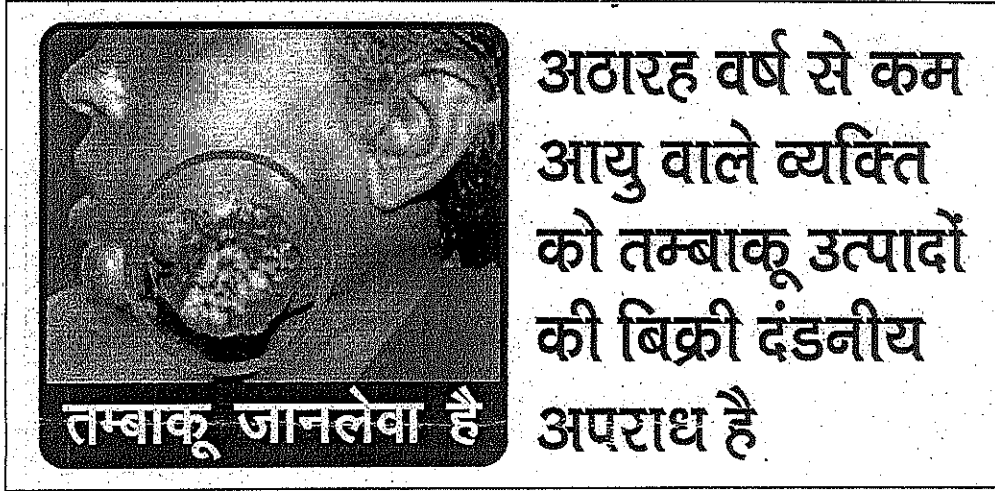 तम्बाकू जानलेवा है
अठारह वर्ष से कम
आयु वाले व्यक्ति
को तम्बाकू उत्पादों
की बिक्री दंडनीय
अपराध है